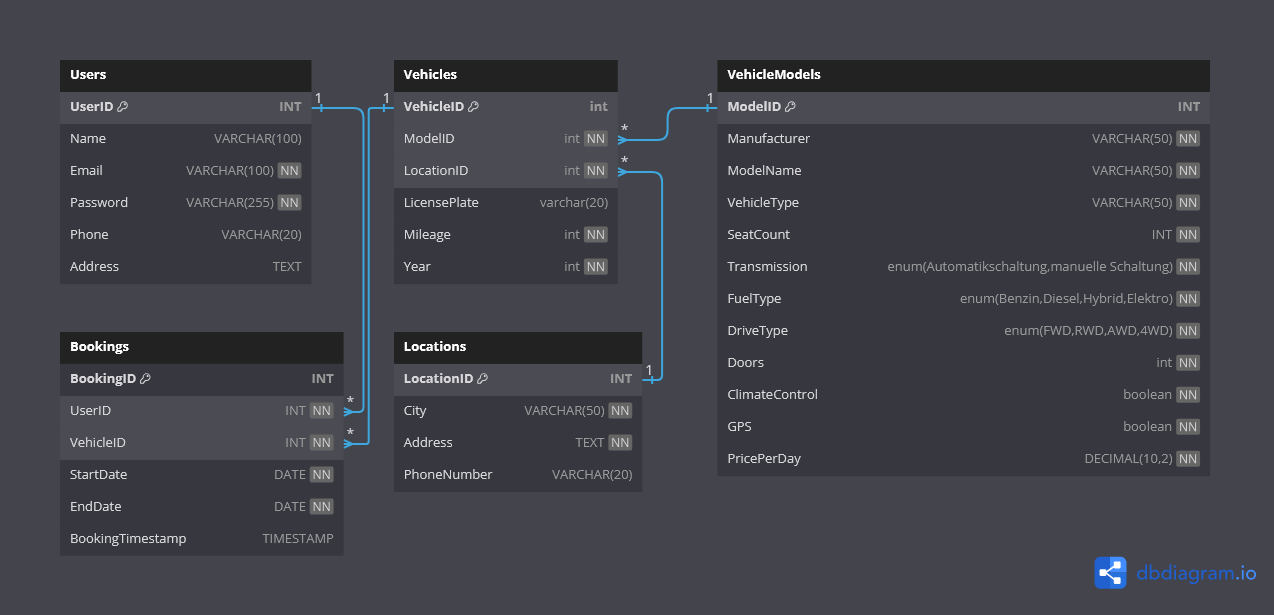 Users
UserID INT
Name VARCHAR(100)
Email VARCHAR(100) NN
Password VARCHAR(255) NN
Phone VARCHAR(20)
Address TEXT
1
Vehicles
1
VehicleID int
ModelID int NN
*
LocationID int NN
*
LicensePlate varchar(20)
Mileage int NN
Year int NN
VehicleModels
1
ModelID INT
Manufacturer VARCHAR(50) NN
ModelName VARCHAR(50) NN
VehicleType VARCHAR(50) NN
SeatCount INT NN
Transmission enum(Automatikschaltung,manuelle Schaltung) NN
FuelType enum(Benzin,Diesel,Hybrid,Elektro) NN
DriveType enum(FWD,RWD,AWD,4WD) NN
Doors int NN
ClimateControl boolean NN
GPS boolean NN
PricePerDay DECIMAL(10,2) NN
Bookings
BookingID INT
UserID INT NN
*
VehicleID INT NN
*
StartDate DATE NN
EndDate DATE NN
BookingTimestamp TIMESTAMP
Locations
LocationID INT
1
City VARCHAR(50) NN
Address TEXT NN
PhoneNumber VARCHAR(20)
dbdiagram.io